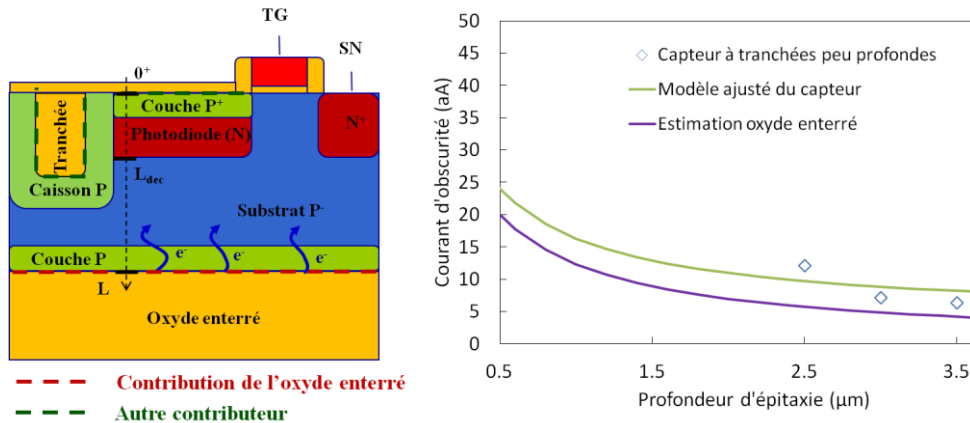 TG
SN
0+
Couche P+
Photodiode (N)
N+
Tranchée
Ldec
Caisson P
Substrat P-
Couche P
e-
e-
e-
L
Oxyde enterré
Contribution de l'oxyde enterré
Autre contributeur
Courant d'obscurité (aA)
50
45
40
35
30
25
20
15
10
5
0
Capteur à tranchées peu profondes
Modèle ajusté du capteur
Estimation oxyde enterré
0.5
1.5
2.5
3.5
Profondeur d'épitaxie (µm)